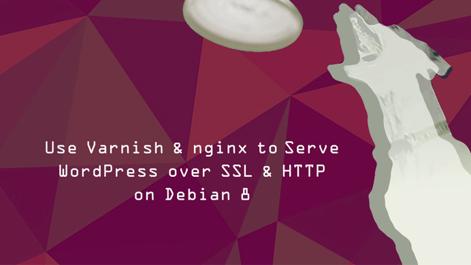 Use Varnish & nginx to Serve
WordPress over SSL & HTTP
on Debian 8